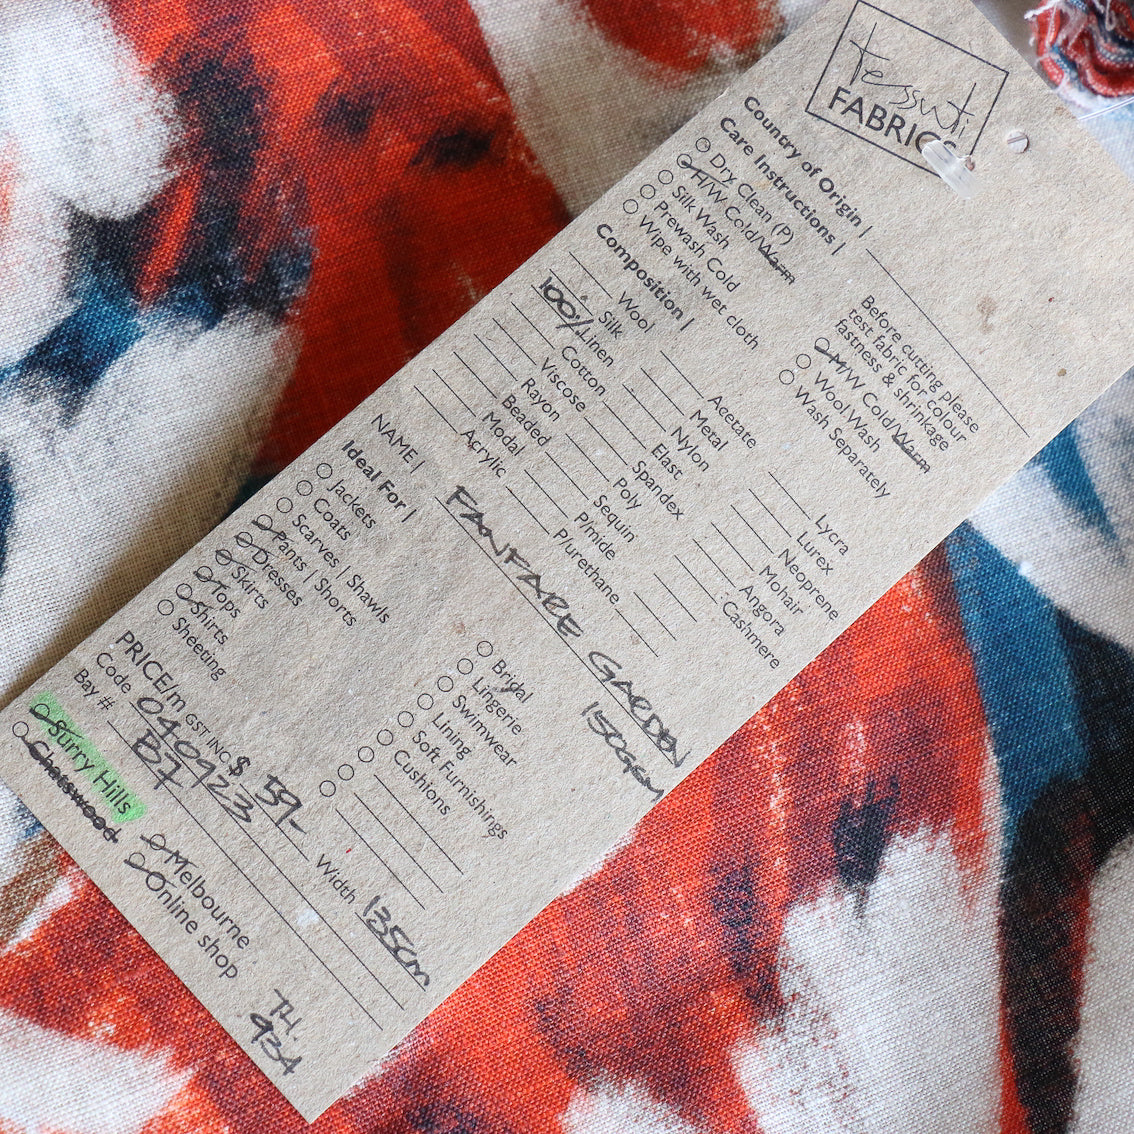 tessuti
FABRICS
Country of Origin |
Care Instructions |
Dry Clean (P)
H/W Cold/Warm
Silk Wash
Prewash Cold
Wipe with wet cloth
Before cutting please
test fabric for colour
fastness & shrinkage
M/W Cold/Warm
Wool Wash
Wash Separately
Composition |
Wool
Silk
100% Linen
Cotton
Viscose
Rayon
Beaded
Modal
Acrylic
Acetate
Metal
Nylon
Elast
Spandex
Poly
Sequin
P/mide
P/urethane
Lycra
Lurex
Neoprene
Mohair
Angora
Cashmere
NAME | FANFARE GARDEN
150GSM
Ideal For |
Jackets
Coats
Scarves | Shawls
Pants | Shorts
Dresses
Skirts
Tops
Shirts
Sheeting
Bridal
Lingerie
Swimwear
Lining
Soft Furnishings
Cushions
PRICE/m GST INC $ 39- Width 135cm
Code 040923
Bay # B7
Surry Hills
Chatswood
Melbourne
Online shop
TH.
934